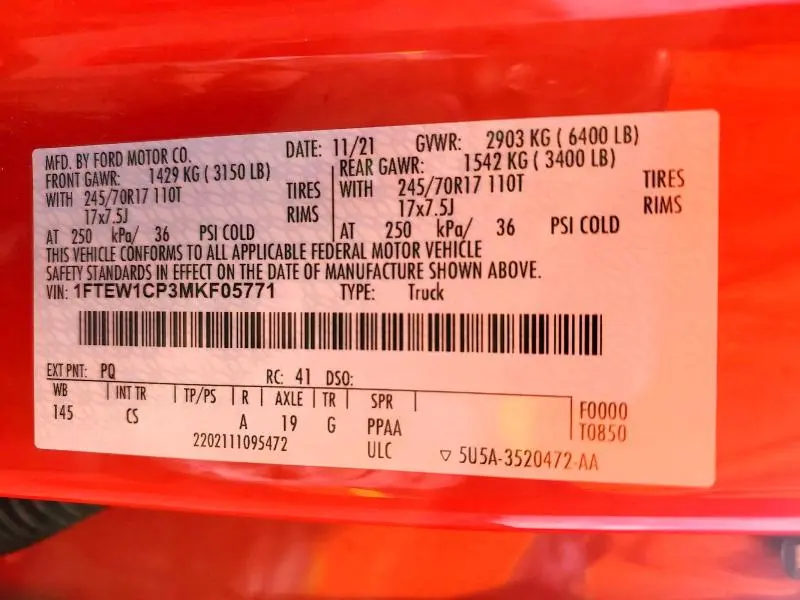 MFD. BY FORD MOTOR CO. DATE: 11/21 GVWR: 2903 KG ( 6400 LB)
FRONT GAWR: 1429 KG ( 3150 LB) REAR GAWR: 1542 KG ( 3400 LB)
WITH 245/70R17 110T TIRES WITH 245/70R17 110T TIRES
17x7.5J RIMS 17x7.5J RIMS
AT 250 kPa/ 36 PSI COLD AT 250 kPa/ 36 PSI COLD
THIS VEHICLE CONFORMS TO ALL APPLICABLE FEDERAL MOTOR VEHICLE
SAFETY STANDARDS IN EFFECT ON THE DATE OF MANUFACTURE SHOWN ABOVE.
VIN: 1FTEW1CP3MKF05771 TYPE: Truck
EXT PNT: PQ RC: 41 DSO:
WB INT TR TP/PS R AXLE TR SPR
145 CS A 19 G PPAA F0000
2202111095472 ULC T0850
▽ 5U5A-3520472-AA